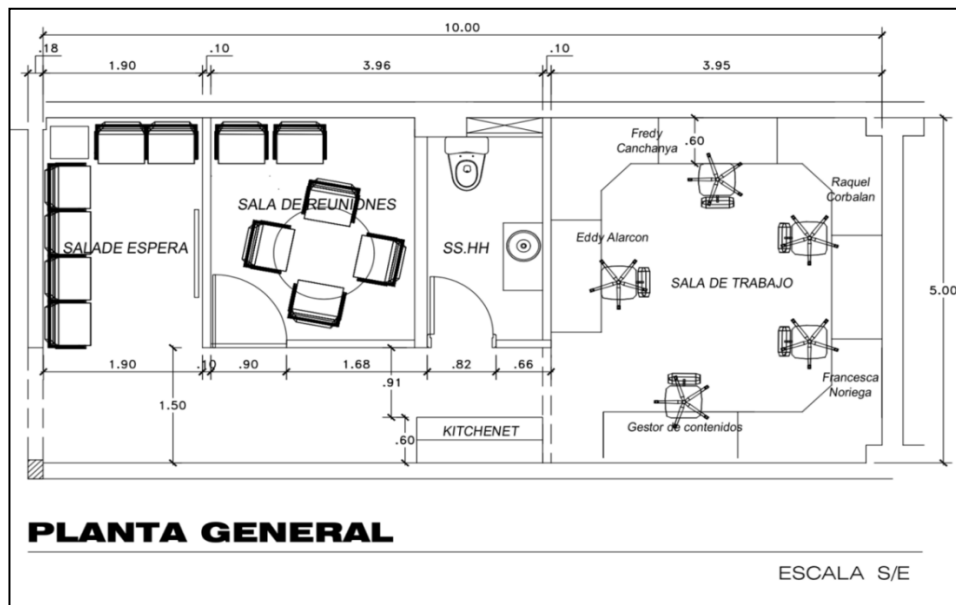 10.00
.18
.10
.10
1.90
3.96
3.95
Fredy
Canchanya
.60
Raquel
Corbalan
SALA DE REUNIONES
SALADE ESPERA
SS.HH
Eddy Alarcon
SALA DE TRABAJO
5.00
1.90
.10
.90
1.68
.82
.66
.91
1.50
Francesca
Noriega
.60
KITCHENET
Gestor de contenidos
PLANTA GENERAL
ESCALA S/E